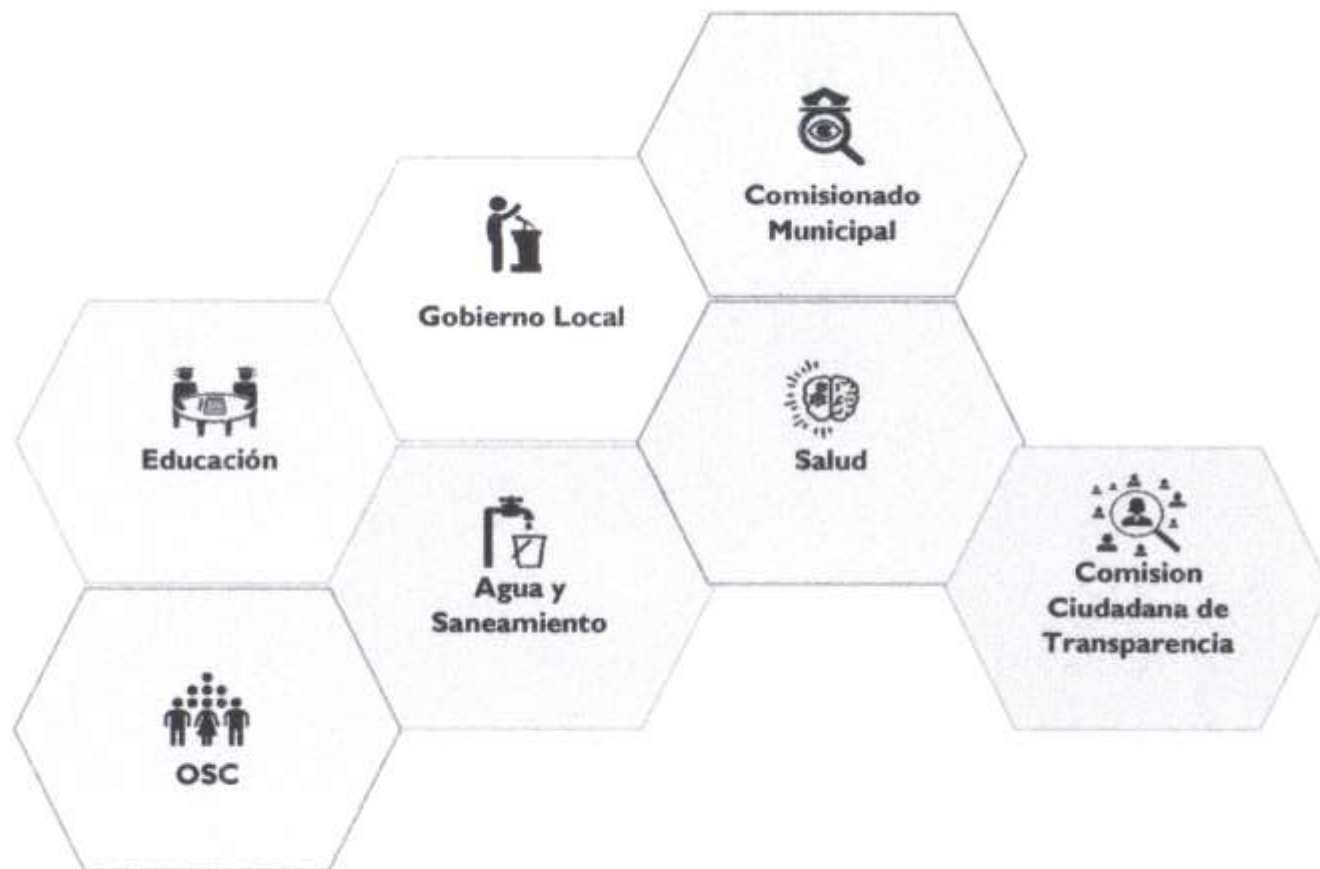 Comisionado
Municipal
Gobierno Local
Educación
Salud
Agua y
Saneamiento
Comision
Ciudadana de
Transparencia
OSC